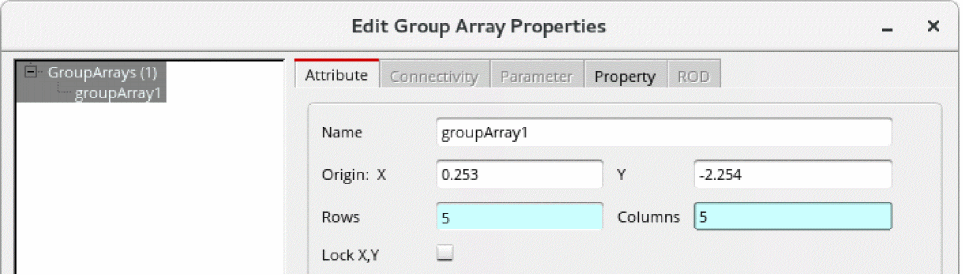 Edit Group Array Properties
GroupArrays (1)
groupArray1
Attribute Connectivity Parameter Property ROD
Name groupArray1
Origin: X 0.253 Y -2.254
Rows 5 Columns 5
Lock X,Y